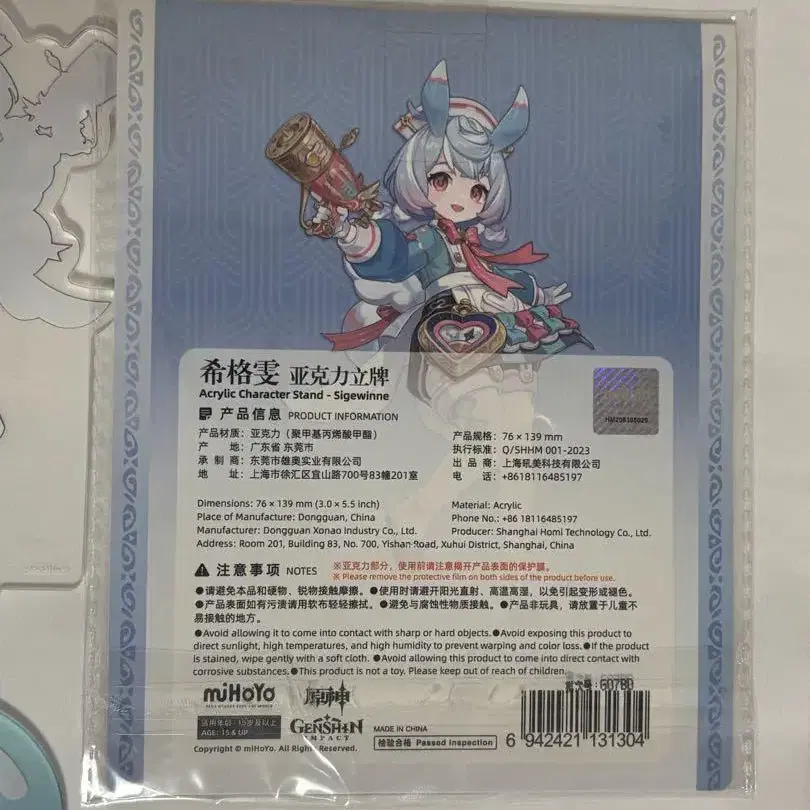 希格雯 亚克力立牌
Acrylic Character Stand - Sigewinne
产品信息 PRODUCT INFORMATION
产品材质：亚克力（聚甲基丙烯酸甲酯）
产 地：广东省 东莞市
承 制 商：东莞市雄奥实业有限公司
地 址：上海市徐汇区宜山路700号83幢201室
产品规格：76×139 mm
执行标准：Q/SHHM 001-2023
出 品 商：上海吼美科技有限公司
电 话：+8618116485197
Dimensions: 76 × 139 mm (3.0 × 5.5 inch)
Place of Manufacture: Dongguan, China
Manufacturer: Dongguan Xonao Industry Co., Ltd.
Address: Room 201, Building 83, No. 700, Yishan Road, Xuhui District, Shanghai, China
Material: Acrylic
Phone No.: +86 18116485197
Producer: Shanghai Homi Technology Co., Ltd.
注意事项 NOTES
※亚克力部分，使用前请注意揭开产品表面的保护膜。
※ Please remove the protective film on both sides of the product before use.
●请避免本品和硬物、锐物接触摩擦。●使用时请避开阳光直射、高温高湿，以免引起变形或褪色。
●产品表面如有污渍请用软布轻轻擦拭。●避免与腐蚀性物质接触。●产品非玩具，请放置于儿童不
易接触的地方。
●Avoid allowing it to come into contact with sharp or hard objects.●Avoid exposing this product to
direct sunlight, high temperatures, and high humidity to prevent warping and color loss.●If the product
is stained, wipe gently with a soft cloth. ●Avoid allowing this product to come into direct contact with
corrosive substances.●This product is not a toy. Please keep out of reach of children.
批次号：607BD
miHoYo
TECH OTAKUS SAVE THE WORLD
原神
GENSHIN
IMPACT
适用年龄：15岁及以上
AGE: 15 & UP
MADE IN CHINA
检验合格 Passed Inspection
Copyright © miHoYo. All Rights Reserved.
6 942421 131304